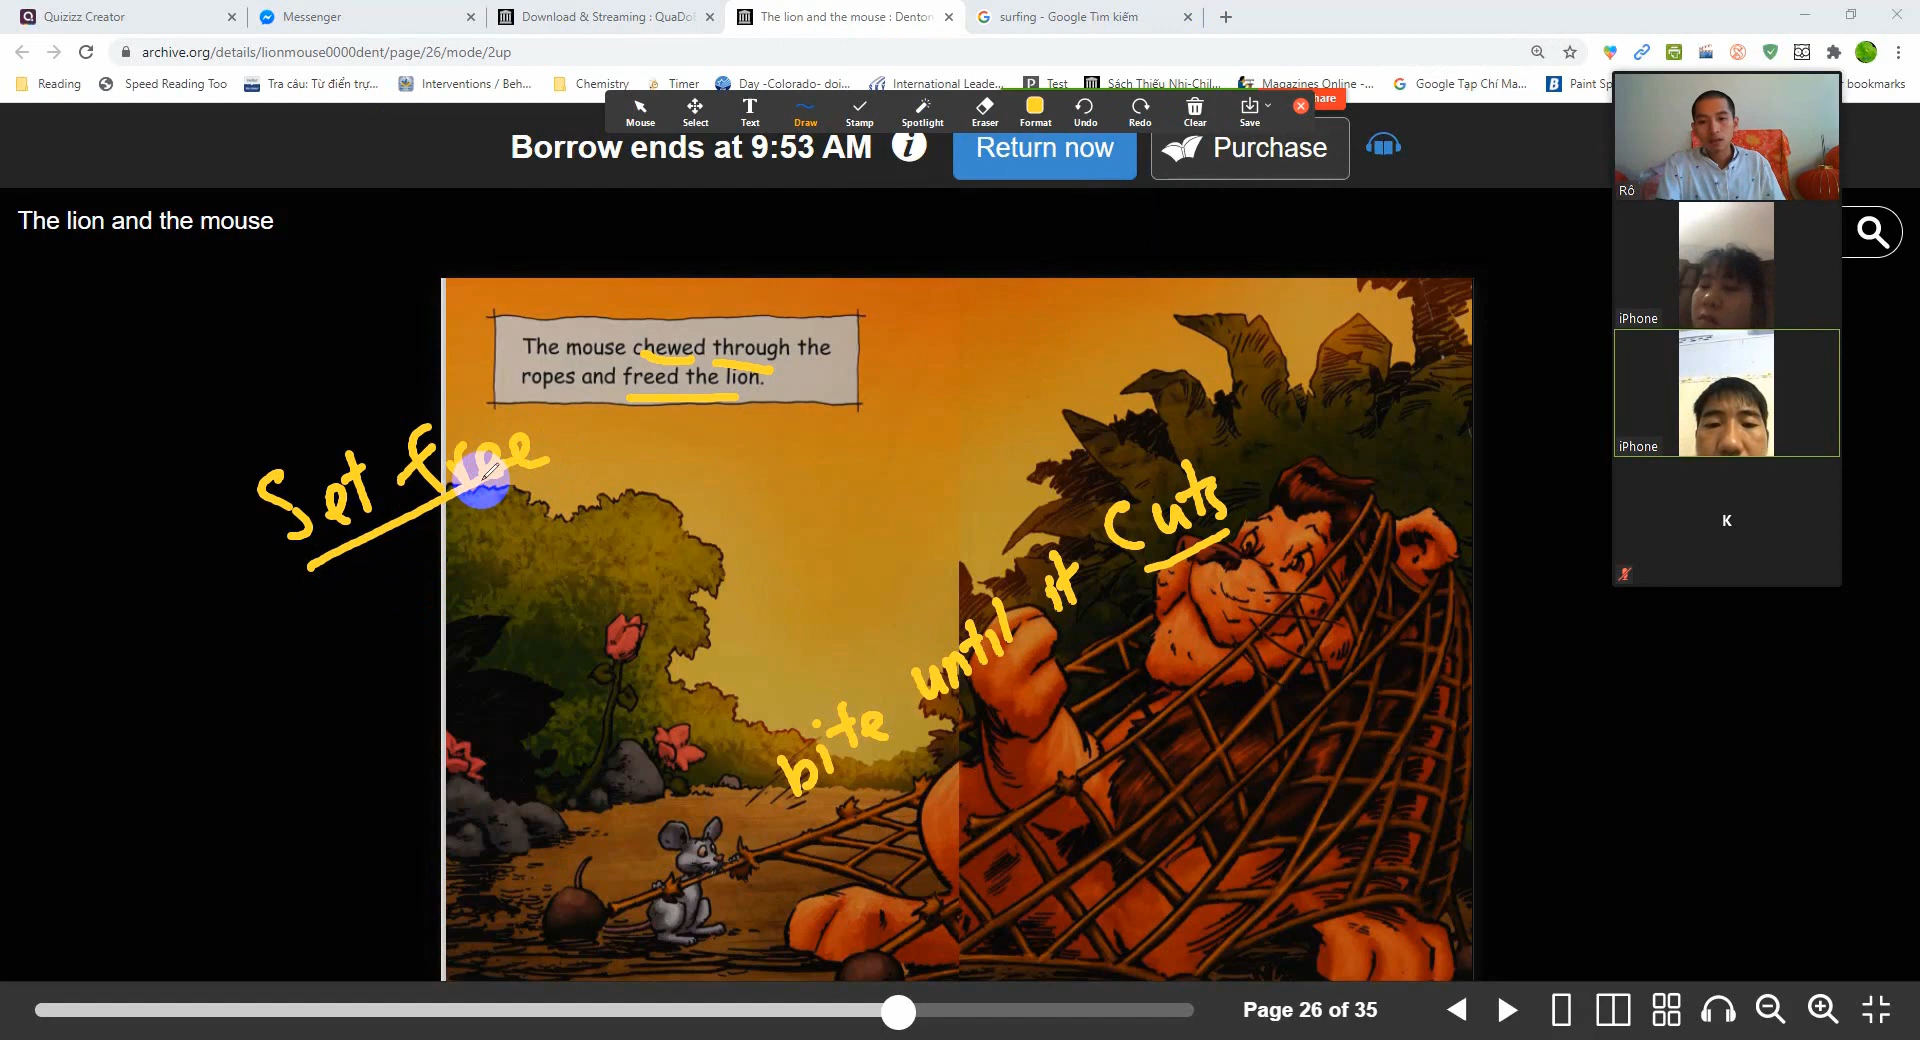 Quizizz Creator
Messenger
Download & Streaming : QuaDo
The lion and the mouse : Denton
surfing - Google Tìm kiếm
archive.org/details/lionmouse0000dent/page/26/mode/2up
Reading
Speed Reading Too
Tra câu: Từ điển trự...
Interventions / Beh...
Chemistry
Timer
Day -Colorado- doi...
International Leade...
Test
Sách Thiếu Nhi-Chil...
Magazines Online -...
Google Tạp Chí Ma...
Paint Sp
bookmarks
Mouse
Select
Text
Draw
Stamp
Spotlight
Eraser
Format
Undo
Redo
Clear
Save
hare
Borrow ends at 9:53 AM
Return now
Purchase
The lion and the mouse
Rô
iPhone
iPhone
K
The mouse chewed through the
ropes and freed the lion.
Set free
bite until it cuts
Page 26 of 35